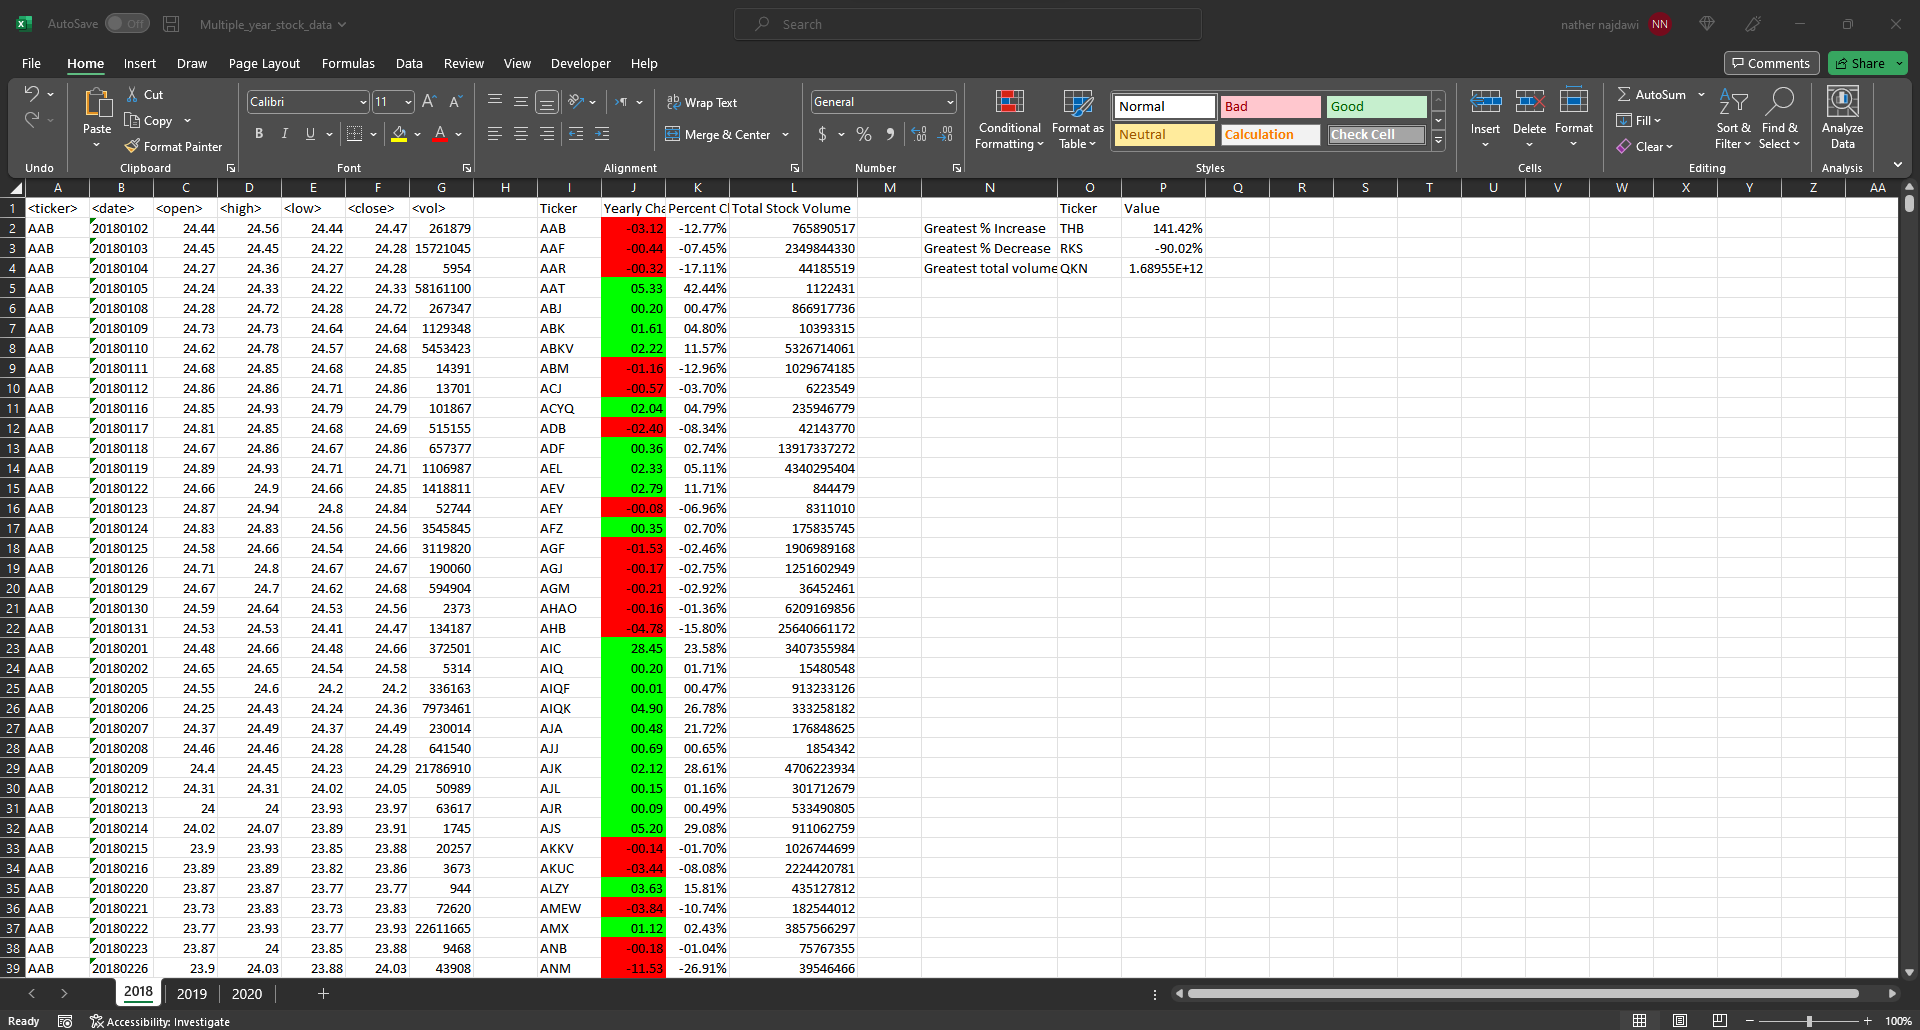 AutoSave Off Multiple_year_stock_data Search nather najdawi NN
File Home Insert Draw Page Layout Formulas Data Review View Developer Help Comments Share
Cut Calibri 11 A A Wrap Text General Normal Bad Good AutoSum
Paste Copy Conditional Formatting Format as Table Insert Delete Format Fill Sort & Filter Find & Select Analyze Data
Format Painter B I U A Merge & Center $ % Neutral Calculation Check Cell Clear
Undo Clipboard Font Alignment Number Styles Cells Editing Analysis
A B C D E F G H I J K L M N O P Q R S T U V W X Y Z AA
1 <ticker> <date> <open> <high> <low> <close> <vol> Ticker Yearly Cha Percent Cl Total Stock Volume Ticker Value
2 AAB 20180102 24.44 24.56 24.44 24.47 261879 AAB -03.12 -12.77% 765890517 Greatest % Increase THB 141.42%
3 AAB 20180103 24.45 24.45 24.22 24.28 15721045 AAF -00.44 -07.45% 2349844330 Greatest % Decrease RKS -90.02%
4 AAB 20180104 24.27 24.36 24.27 24.28 5954 AAR -00.32 -17.11% 44185519 Greatest total volume QKN 1.68955E+12
5 AAB 20180105 24.24 24.33 24.22 24.33 58161100 AAT 05.33 42.44% 1122431
6 AAB 20180108 24.28 24.72 24.28 24.72 267347 ABJ 00.20 00.47% 866917736
7 AAB 20180109 24.73 24.73 24.64 24.64 1129348 ABK 01.61 04.80% 10393315
8 AAB 20180110 24.62 24.78 24.57 24.68 5453423 ABKV 02.22 11.57% 5326714061
9 AAB 20180111 24.68 24.85 24.68 24.85 14391 ABM -01.16 -12.96% 1029674185
10 AAB 20180112 24.86 24.86 24.71 24.86 13701 ACJ -00.57 -03.70% 6223549
11 AAB 20180116 24.85 24.93 24.79 24.79 101867 ACYQ 02.04 04.79% 235946779
12 AAB 20180117 24.81 24.85 24.68 24.69 515155 ADB -02.40 -08.34% 42143770
13 AAB 20180118 24.67 24.86 24.67 24.86 657377 ADF 00.36 02.74% 13917337272
14 AAB 20180119 24.89 24.93 24.71 24.71 1106987 AEL 02.33 05.11% 4340295404
15 AAB 20180122 24.66 24.9 24.66 24.85 1418811 AEV 02.79 11.71% 844479
16 AAB 20180123 24.87 24.94 24.8 24.84 52744 AEY -00.08 -06.96% 8311010
17 AAB 20180124 24.83 24.83 24.56 24.56 3545845 AFZ 00.35 02.70% 175835745
18 AAB 20180125 24.58 24.66 24.54 24.66 3119820 AGF -01.53 -02.46% 1906989168
19 AAB 20180126 24.71 24.8 24.67 24.67 190060 AGJ -00.17 -02.75% 1251602949
20 AAB 20180129 24.67 24.7 24.62 24.68 594904 AGM -00.21 -02.92% 36452461
21 AAB 20180130 24.59 24.64 24.53 24.56 2373 AHAO -00.16 -01.36% 6209169856
22 AAB 20180131 24.53 24.53 24.41 24.47 134187 AHB -04.78 -15.80% 25640661172
23 AAB 20180201 24.48 24.66 24.48 24.66 372501 AIC 28.45 23.58% 3407355984
24 AAB 20180202 24.65 24.65 24.54 24.58 5314 AIQ 00.20 01.71% 15480548
25 AAB 20180205 24.55 24.6 24.2 24.2 336163 AIQF 00.01 00.47% 913233126
26 AAB 20180206 24.25 24.43 24.24 24.36 7973461 AIQK 04.90 26.78% 333258182
27 AAB 20180207 24.37 24.49 24.37 24.49 230014 AJA 00.48 21.72% 176848625
28 AAB 20180208 24.46 24.46 24.28 24.28 641540 AJJ 00.69 00.65% 1854342
29 AAB 20180209 24.4 24.45 24.23 24.29 21786910 AJK 02.12 28.61% 4706223934
30 AAB 20180212 24.31 24.31 24.02 24.05 50989 AJL 00.15 01.16% 301712679
31 AAB 20180213 24 24 23.93 23.97 63617 AJR 00.09 00.49% 533490805
32 AAB 20180214 24.02 24.07 23.89 23.91 1745 AJS 05.20 29.08% 911062759
33 AAB 20180215 23.9 23.93 23.85 23.88 20257 AKKV -00.14 -01.70% 1026744699
34 AAB 20180216 23.89 23.89 23.82 23.86 3673 AKUC -03.44 -08.08% 2224420781
35 AAB 20180220 23.87 23.87 23.77 23.77 944 ALZY 03.63 15.81% 435127812
36 AAB 20180221 23.73 23.83 23.73 23.83 72620 AMEW -03.84 -10.74% 182544012
37 AAB 20180222 23.77 23.93 23.77 23.93 22611665 AMX 01.12 02.43% 3857566297
38 AAB 20180223 23.87 24 23.85 23.88 9468 ANB -00.18 -01.04% 75767355
39 AAB 20180226 23.9 24.03 23.88 24.03 43908 ANM -11.53 -26.91% 39546466
2018 2019 2020
Ready Accessibility: Investigate 100%